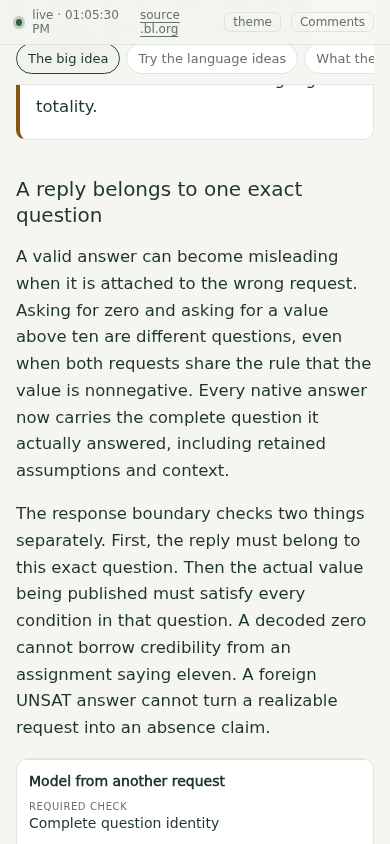 live · 01:05:30 PM
source.bl.org
theme
Comments
The big idea
Try the language ideas
What the
totality.
A reply belongs to one exact
question
A valid answer can become misleading
when it is attached to the wrong request.
Asking for zero and asking for a value
above ten are different questions, even
when both requests share the rule that the
value is nonnegative. Every native answer
now carries the complete question it
actually answered, including retained
assumptions and context.
The response boundary checks two things
separately. First, the reply must belong to
this exact question. Then the actual value
being published must satisfy every
condition in that question. A decoded zero
cannot borrow credibility from an
assignment saying eleven. A foreign
UNSAT answer cannot turn a realizable
request into an absence claim.
Model from another request
REQUIRED CHECK
Complete question identity